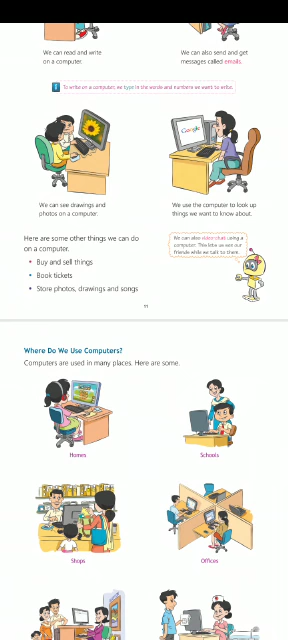 We can read and write
on a computer.
We can also send and get
messages called emails.
i To write on a computer, we type in the words and numbers we want to write.
Google
We can see drawings and
photos on a computer.
We use the computer to look up
things we want to know about.
Here are some other things we can do
on a computer.
• Buy and sell things
• Book tickets
• Store photos, drawings and songs
We can also video-chat using a
computer. This lets us see our
friends while we talk to them.
11
Where Do We Use Computers?
Computers are used in many places. Here are some.
Homes
Schools
Shops
Offices